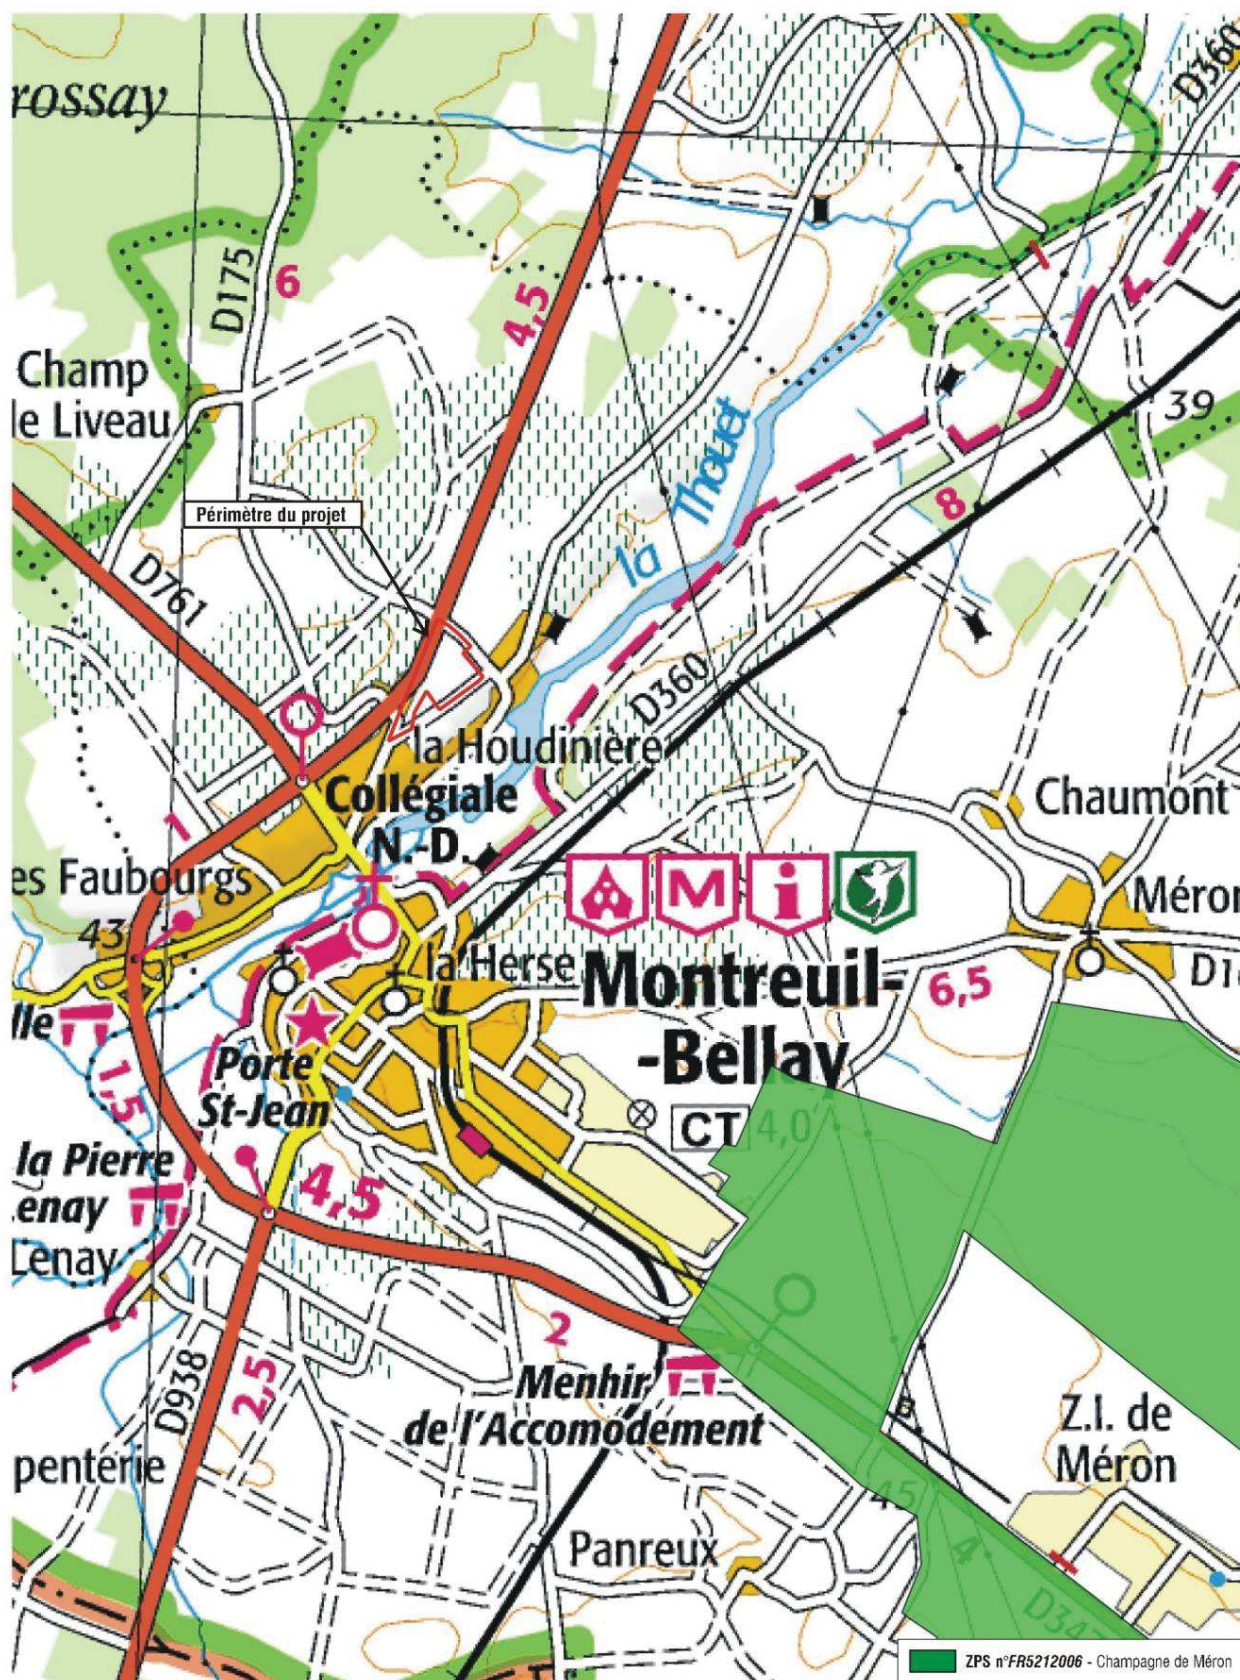 rossay
D360
D175
6
4,5
Champ
le Liveau
39
la Thouet
Périmètre du projet
8
D761
D360
la Houdinière
Collégiale
N.-D.
Chaumont
1
es Faubourgs
43
M
i
Méron
la Herse
Montreuil-
-Bellay
6,5
lle
1,5
Porte
St-Jean
CT
4,0
la Pierre
Lenay
4,5
Lenay
2
Menhir
de l'Accomodement
D938
2,5
B
Z.I. de
Méron
penterie
45
Panreux
4
D347
ZPS n°FR5212006 - Champagne de Méron